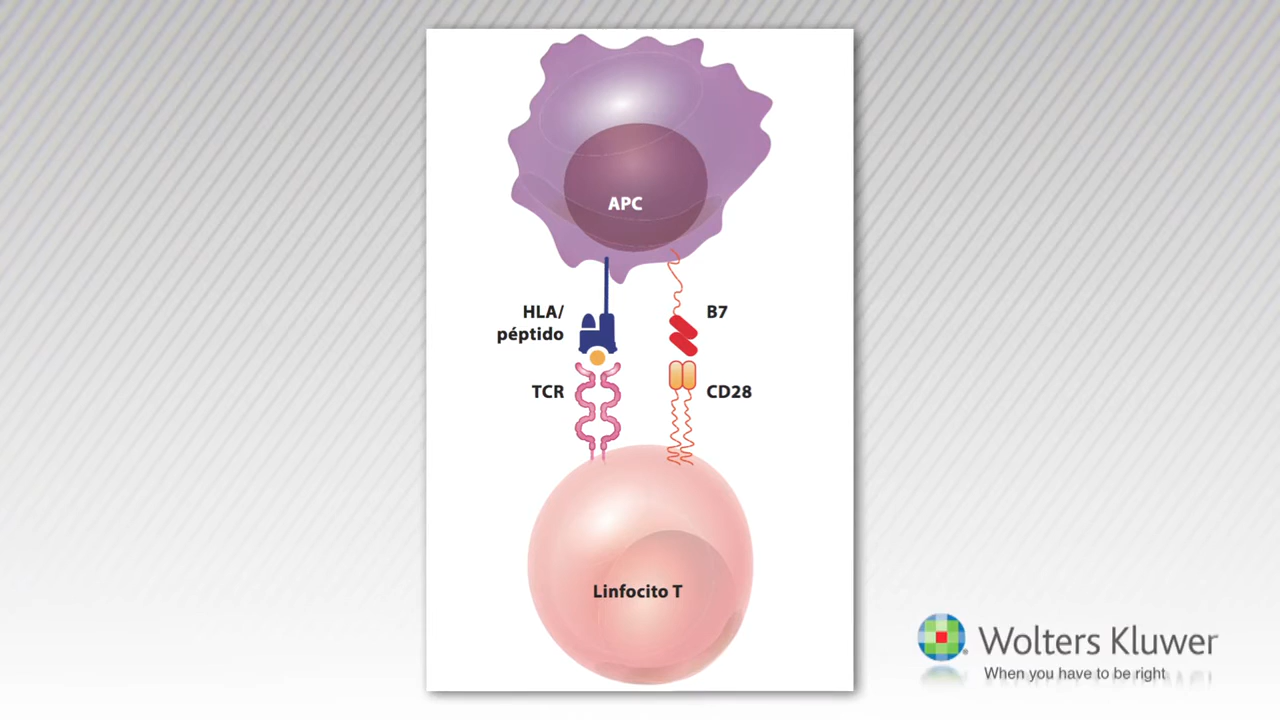 APC
HLA/
péptido
B7
TCR
CD28
Linfocito T
Wolters Kluwer
When you have to be right